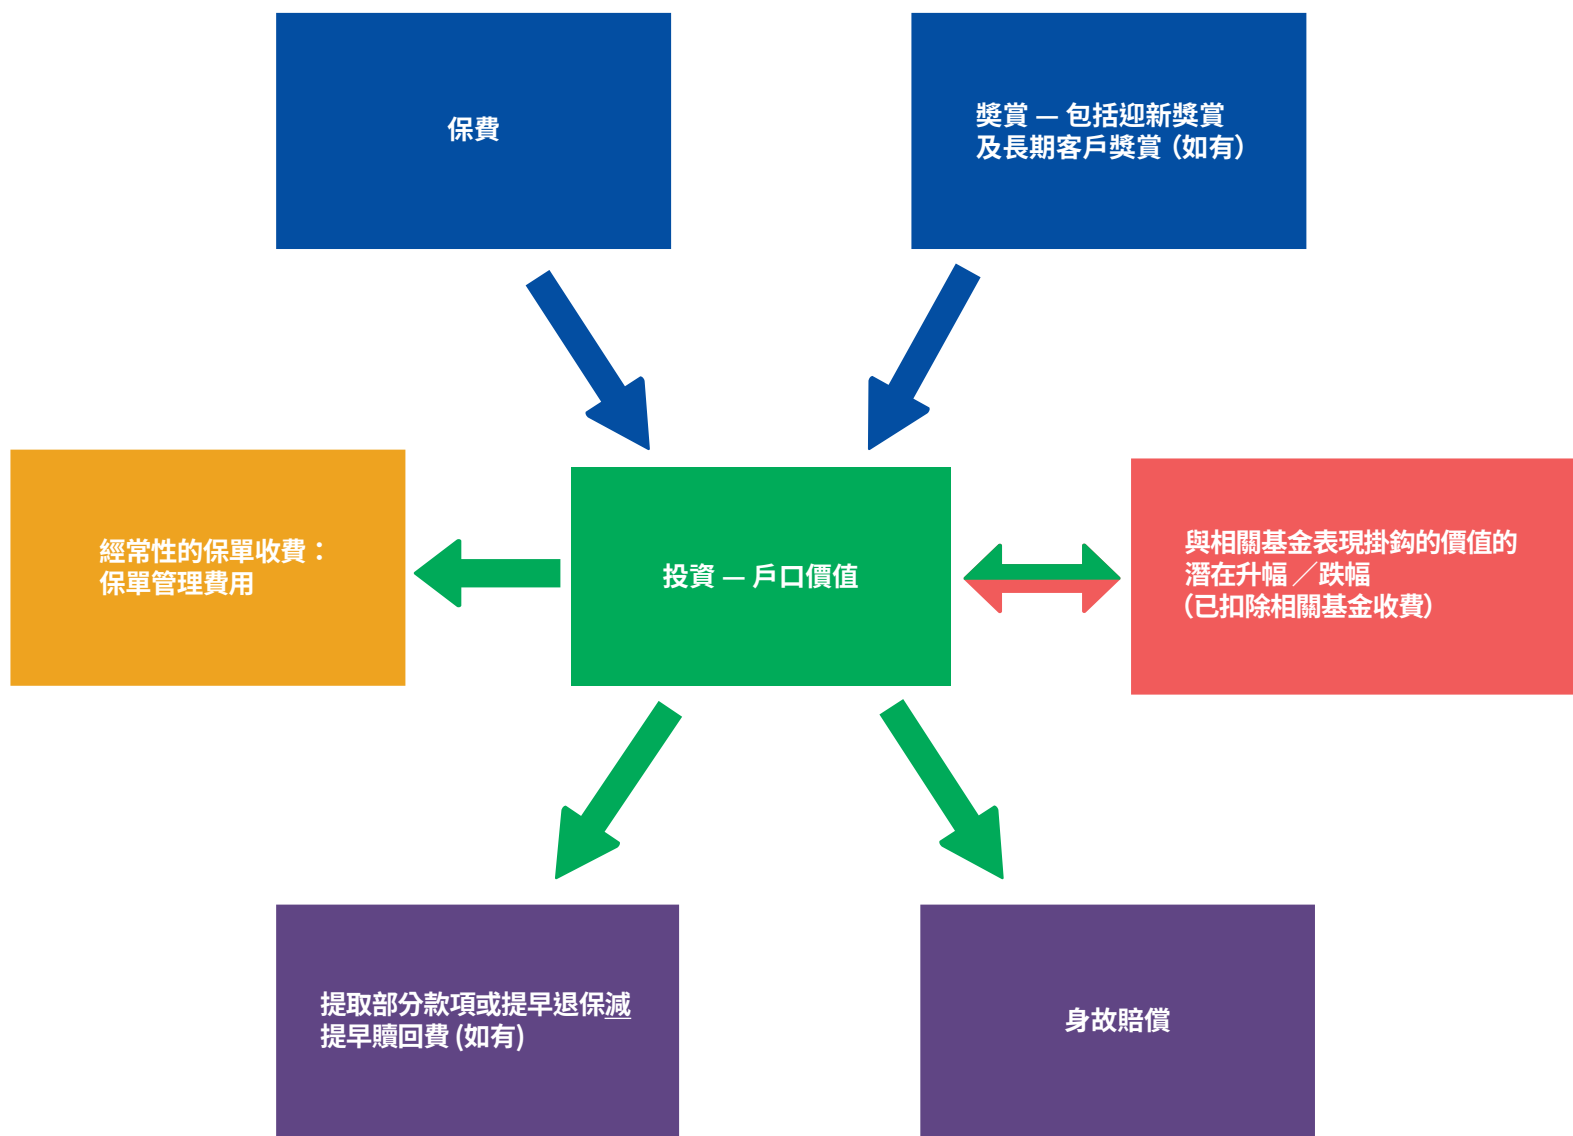 保費
獎賞 — 包括迎新獎賞
及長期客戶獎賞 (如有)
經常性的保單收費：
保單管理費用
投資 — 戶口價值
與相關基金表現掛鈎的價值的
潛在升幅 ╱跌幅
(已扣除相關基金收費)
提取部分款項或提早退保減
提早贖回費 (如有)
身故賠償